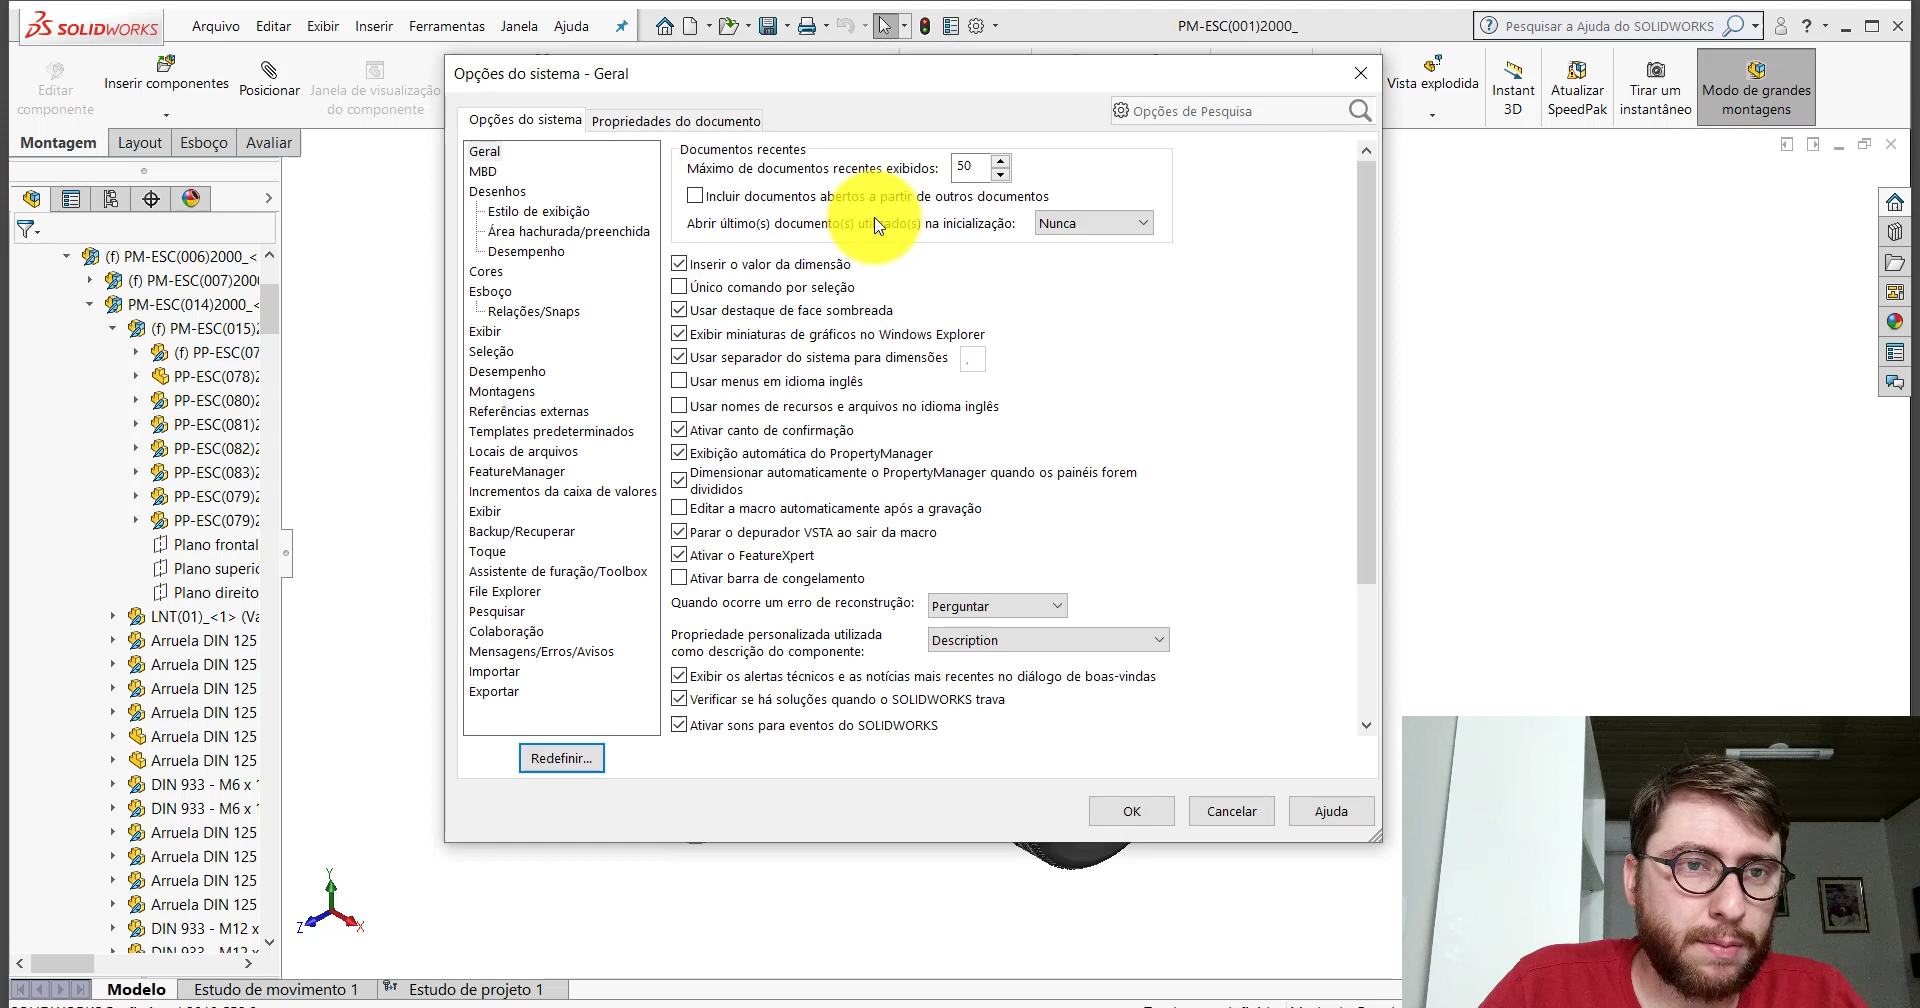 SOLIDWORKS
Arquivo Editar Exibir Inserir Ferramentas Janela Ajuda
PM-ESC(001)2000_
Pesquisar a Ajuda do SOLIDWORKS
Editar componente
Inserir componentes
Posicionar
Janela de visualização do componente
Vista explodida
Instant 3D
Atualizar SpeedPak
Tirar um instantâneo
Modo de grandes montagens
Montagem Layout Esboço Avaliar
(f) PM-ESC(006)2000_<
(f) PM-ESC(007)200
PM-ESC(014)2000_<
(f) PM-ESC(015)2
(f) PP-ESC(07
PP-ESC(078)2
PP-ESC(080)2
PP-ESC(081)2
PP-ESC(082)2
PP-ESC(083)2
PP-ESC(079)2
PP-ESC(079)2
Plano frontal
Plano superio
Plano direito
LNT(01)_<1> (Va
Arruela DIN 125
Arruela DIN 125
Arruela DIN 125
Arruela DIN 125
Arruela DIN 125
Arruela DIN 125
DIN 933 - M6 x 1
DIN 933 - M6 x 1
Arruela DIN 125
Arruela DIN 125
Arruela DIN 125
Arruela DIN 125
DIN 933 - M12 x
DIN 933 - M12 x
Modelo Estudo de movimento 1 Estudo de projeto 1
Y
Z
X
Opções do sistema - Geral
Opções do sistema Propriedades do documento
Opções de Pesquisa
Geral
MBD
Desenhos
Estilo de exibição
Área hachurada/preenchida
Desempenho
Cores
Esboço
Relações/Snaps
Exibir
Seleção
Desempenho
Montagens
Referências externas
Templates predeterminados
Locais de arquivos
FeatureManager
Incrementos da caixa de valores
Exibir
Backup/Recuperar
Toque
Assistente de furação/Toolbox
File Explorer
Pesquisar
Colaboração
Mensagens/Erros/Avisos
Importar
Exportar
Redefinir...
Documentos recentes
Máximo de documentos recentes exibidos: 50
Incluir documentos abertos a partir de outros documentos
Abrir último(s) documento(s) utilizado(s) na inicialização: Nunca
Inserir o valor da dimensão
Único comando por seleção
Usar destaque de face sombreada
Exibir miniaturas de gráficos no Windows Explorer
Usar separador do sistema para dimensões ,
Usar menus em idioma inglês
Usar nomes de recursos e arquivos no idioma inglês
Ativar canto de confirmação
Exibição automática do PropertyManager
Dimensionar automaticamente o PropertyManager quando os painéis forem
divididos
Editar a macro automaticamente após a gravação
Parar o depurador VSTA ao sair da macro
Ativar o FeatureXpert
Ativar barra de congelamento
Quando ocorre um erro de reconstrução: Perguntar
Propriedade personalizada utilizada
como descrição do componente: Description
Exibir os alertas técnicos e as notícias mais recentes no diálogo de boas-vindas
Verificar se há soluções quando o SOLIDWORKS trava
Ativar sons para eventos do SOLIDWORKS
OK Cancelar Ajuda